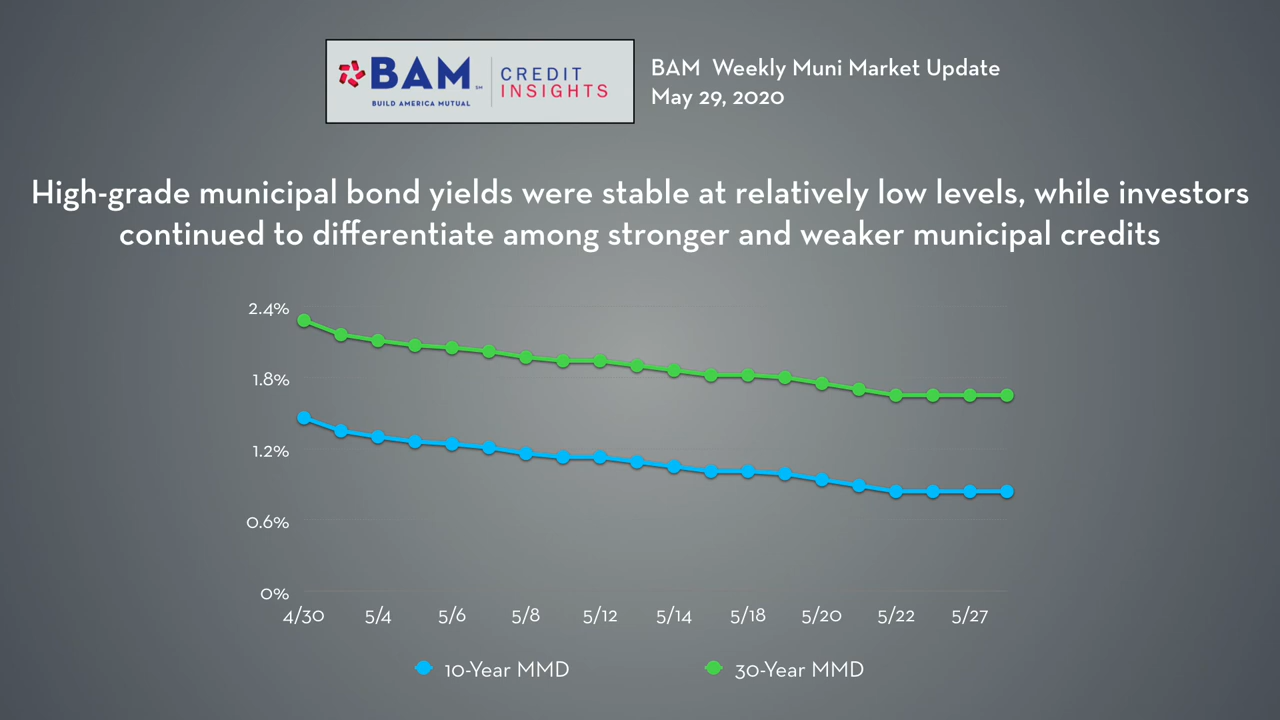 BAM SM
BUILD AMERICA MUTUAL
CREDIT
INSIGHTS
BAM Weekly Muni Market Update
May 29, 2020
High-grade municipal bond yields were stable at relatively low levels, while investors
continued to differentiate among stronger and weaker municipal credits
2.4%
1.8%
1.2%
0.6%
0%
4/30 5/4 5/6 5/8 5/12 5/14 5/18 5/20 5/22 5/27
10-Year MMD 30-Year MMD